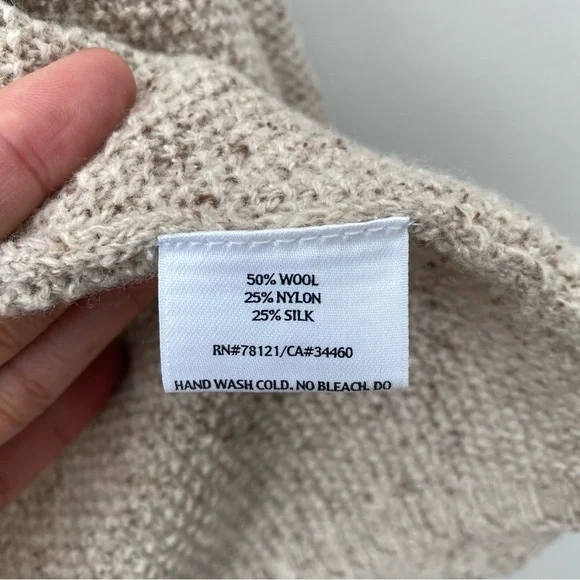 50% WOOL
25% NYLON
25% SILK
RN#78121/CA#34460
HAND WASH COLD. NO BLEACH. DO